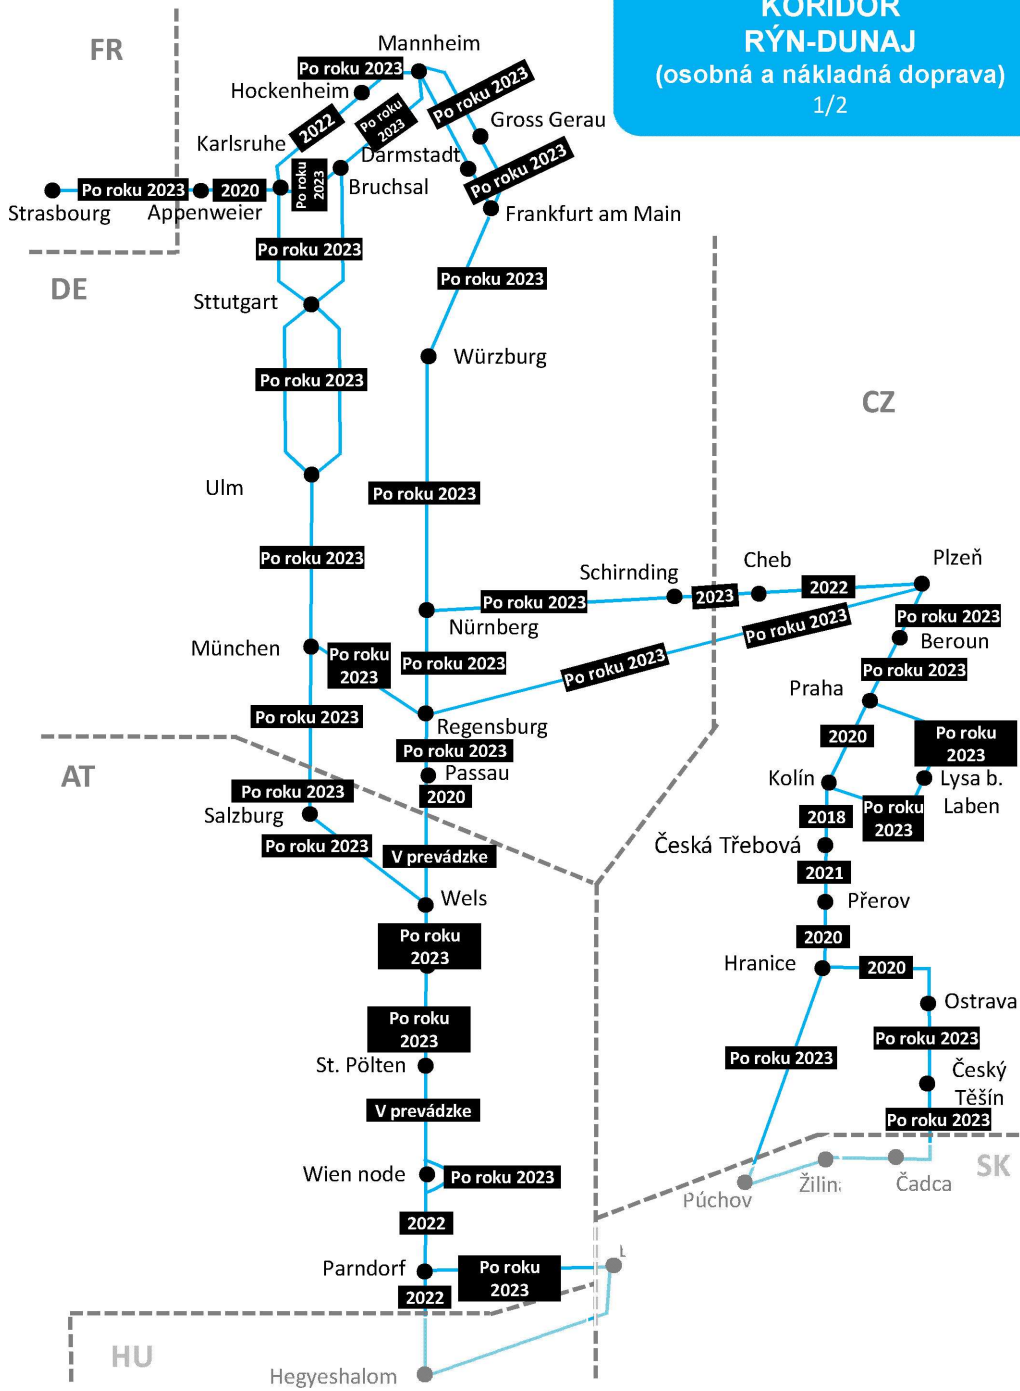 KORIDOR
RÝN-DUNAJ
(osobná a nákladná doprava)
1/2
FR
Mannheim
Po roku 2023
Po roku 2023
Hockenheim
Po roku
2023
2022
Gross Gerau
Karlsruhe
Darmstadt
Po roku 2023
Po roku 2023
2020
Po roku
2023
Bruchsal
Strasbourg
Appenweier
Frankfurt am Main
Po roku 2023
Po roku 2023
DE
Sttutgart
Würzburg
Po roku 2023
CZ
Ulm
Po roku 2023
Po roku 2023
Schirnding
Cheb
Plzeň
2023
2022
Po roku 2023
Po roku 2023
Nürnberg
Po roku 2023
Beroun
München
Po roku
2023
Po roku 2023
Po roku 2023
Po roku 2023
Praha
Po roku 2023
Regensburg
2020
Po roku
2023
Po roku 2023
AT
Passau
Kolín
Lysa b.
Laben
Po roku 2023
2020
Salzburg
2018
Po roku
2023
Po roku 2023
V prevádzke
Česká Třebová
2021
Wels
Přerov
Po roku
2023
2020
Hranice
2020
Ostrava
Po roku
2023
Po roku 2023
Po roku 2023
St. Pölten
Český
Těšín
V prevádzke
Po roku 2023
Wien node
Po roku 2023
SK
Púchov
Žilin
Čadca
2022
Parndorf
Po roku
2023
2022
HU
Hegyeshalom